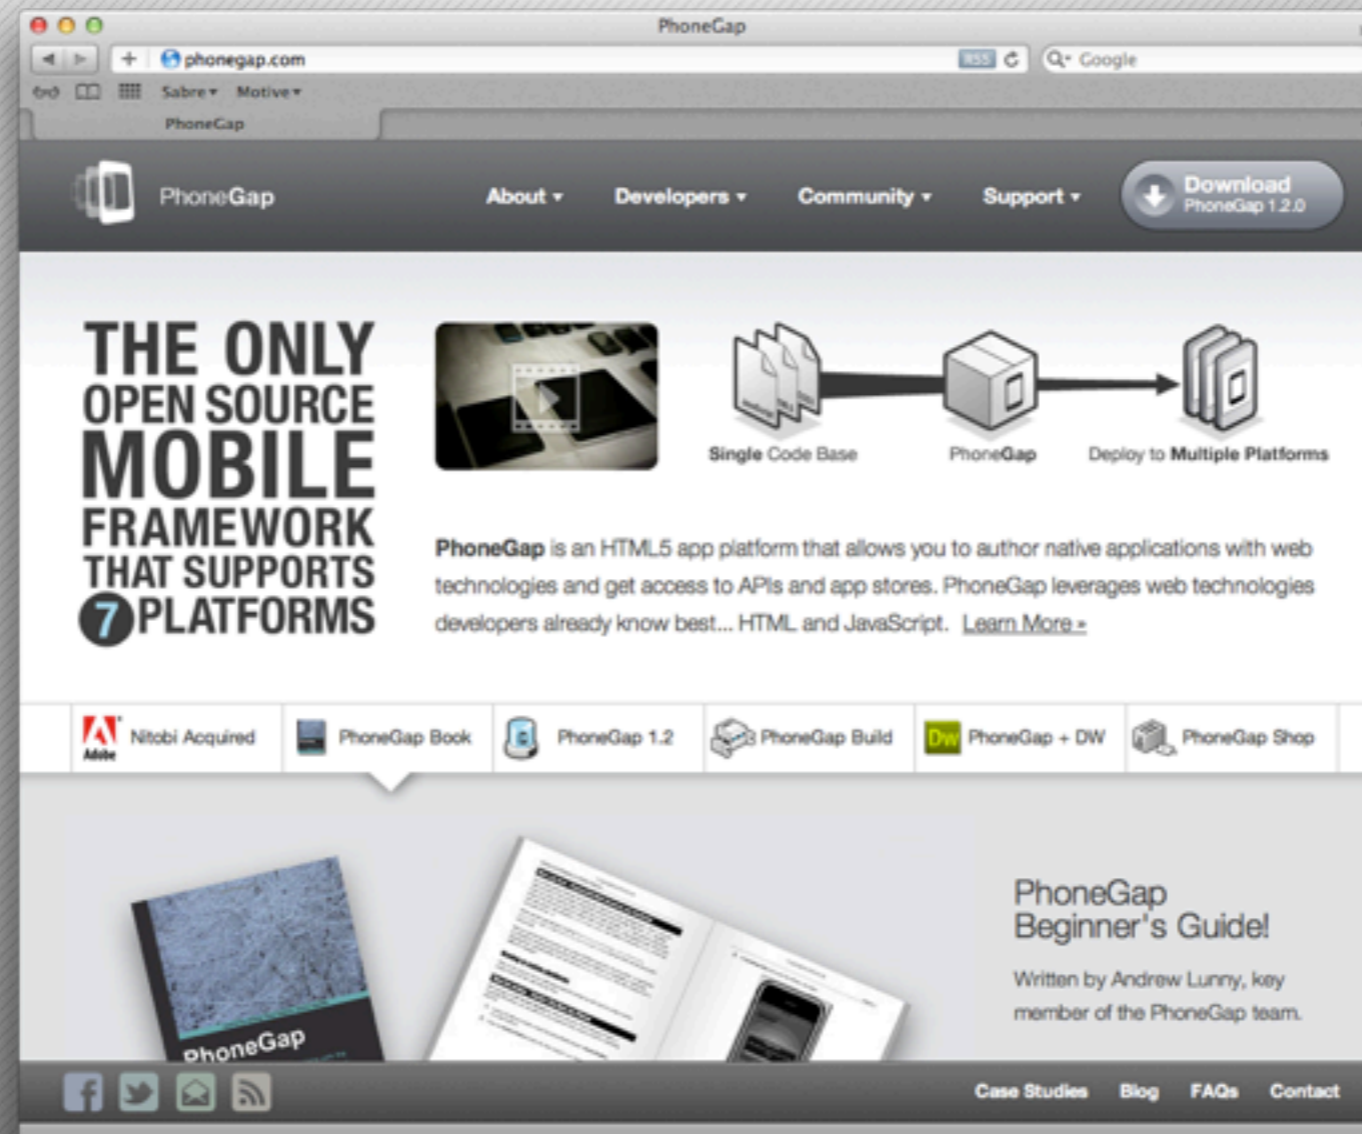 PhoneGap
phonegap.com
RSS
Google
Sabre
Motive
PhoneGap
PhoneGap
About
Developers
Community
Support
Download
PhoneGap 1.2.0
THE ONLY
OPEN SOURCE
MOBILE
FRAMEWORK
THAT SUPPORTS
7 PLATFORMS
JavaScript
Single Code Base
PhoneGap
Deploy to Multiple Platforms
PhoneGap is an HTML5 app platform that allows you to author native applications with web
technologies and get access to APIs and app stores. PhoneGap leverages web technologies
developers already know best... HTML and JavaScript. Learn More »
Adobe
Nitobi Acquired
PhoneGap Book
PhoneGap 1.2
PhoneGap Build
Dw
PhoneGap + DW
PhoneGap Shop
PhoneGap
PhoneGap
Beginner's Guide!
Written by Andrew Lunny, key
member of the PhoneGap team.
Case Studies
Blog
FAQs
Contact